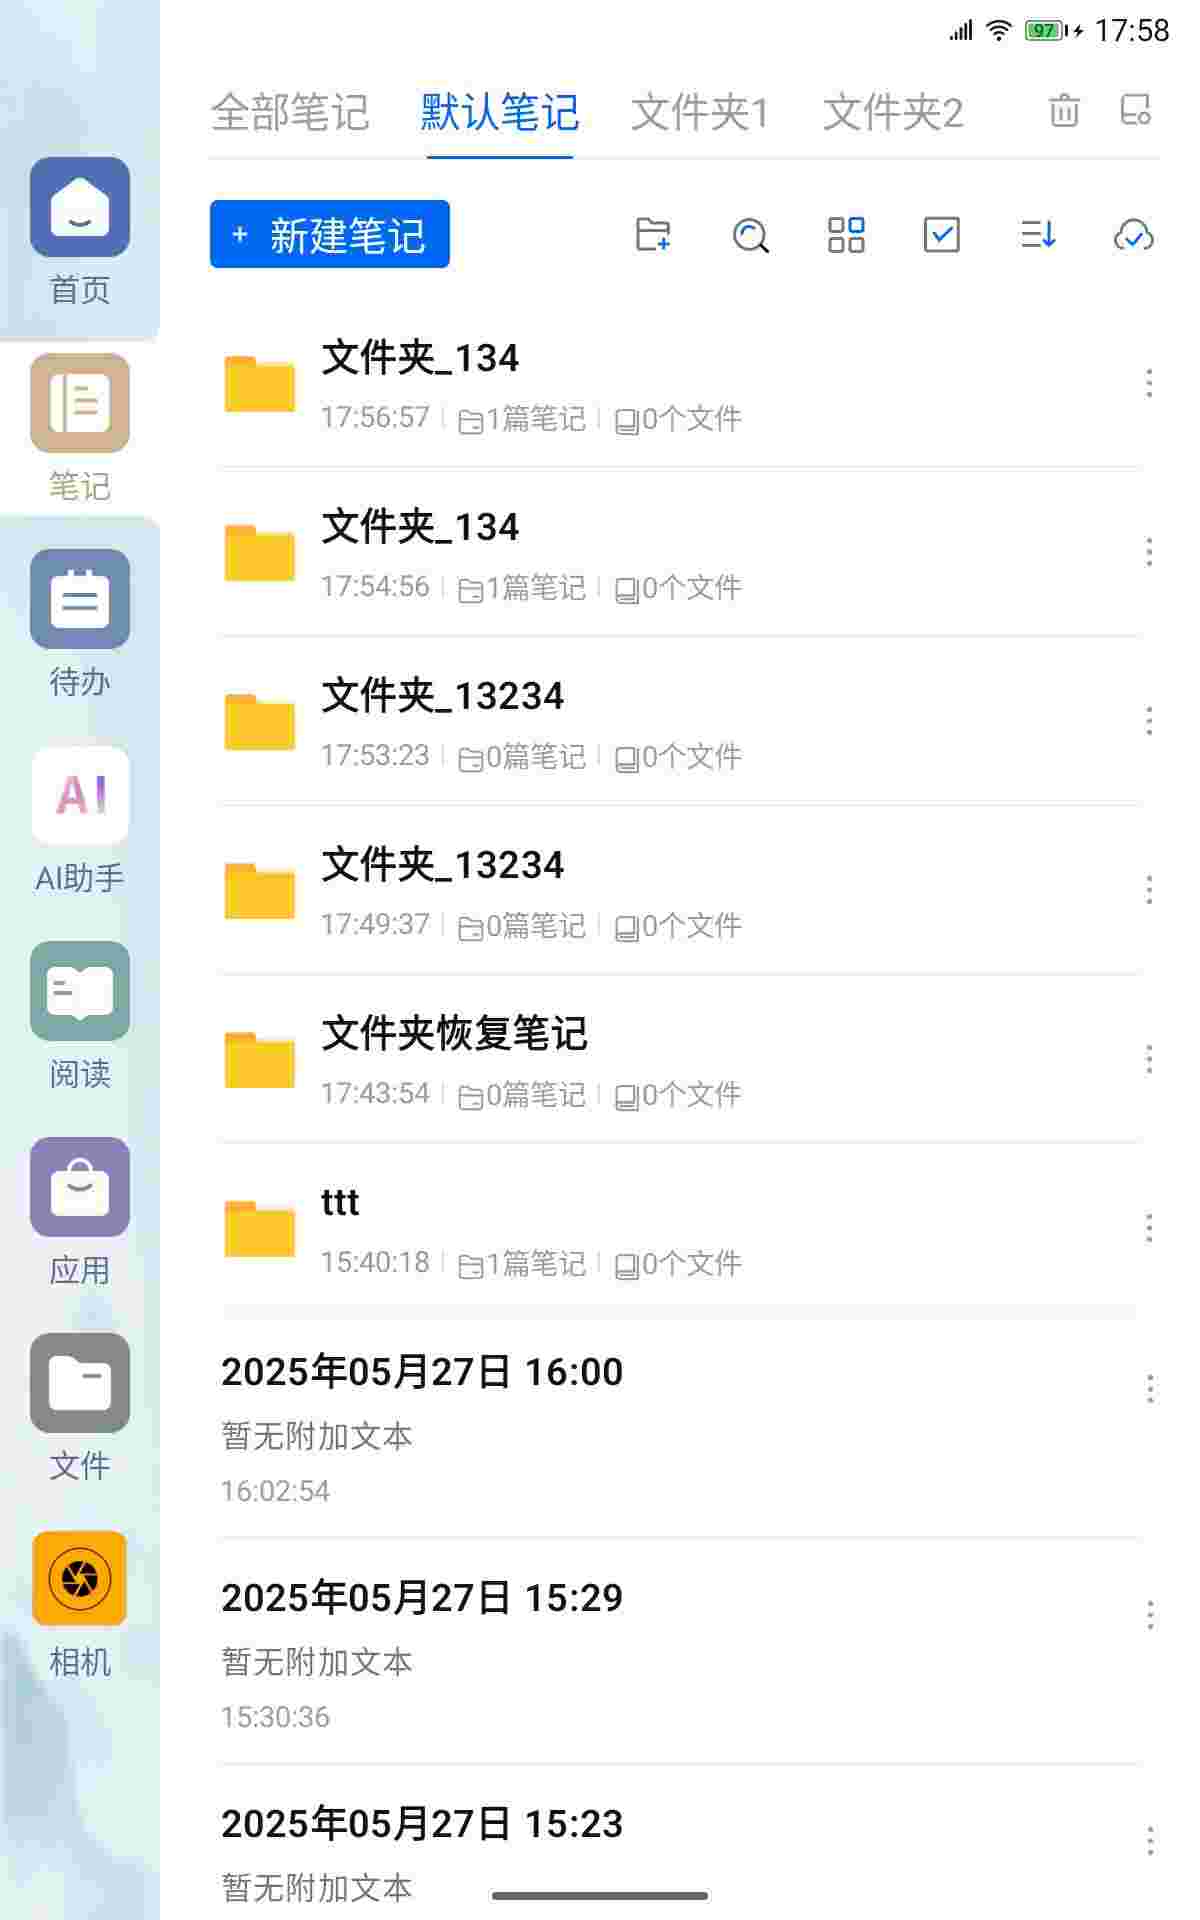 97 17:58
全部笔记 默认笔记 文件夹1 文件夹2
+ 新建笔记
首页
笔记
待办
AI
AI助手
阅读
应用
文件
相机
文件夹_134
17:56:57 1篇笔记 0个文件
文件夹_134
17:54:56 1篇笔记 0个文件
文件夹_13234
17:53:23 0篇笔记 0个文件
文件夹_13234
17:49:37 0篇笔记 0个文件
文件夹恢复笔记
17:43:54 0篇笔记 0个文件
ttt
15:40:18 1篇笔记 0个文件
2025年05月27日 16:00
暂无附加文本
16:02:54
2025年05月27日 15:29
暂无附加文本
15:30:36
2025年05月27日 15:23
暂无附加文本